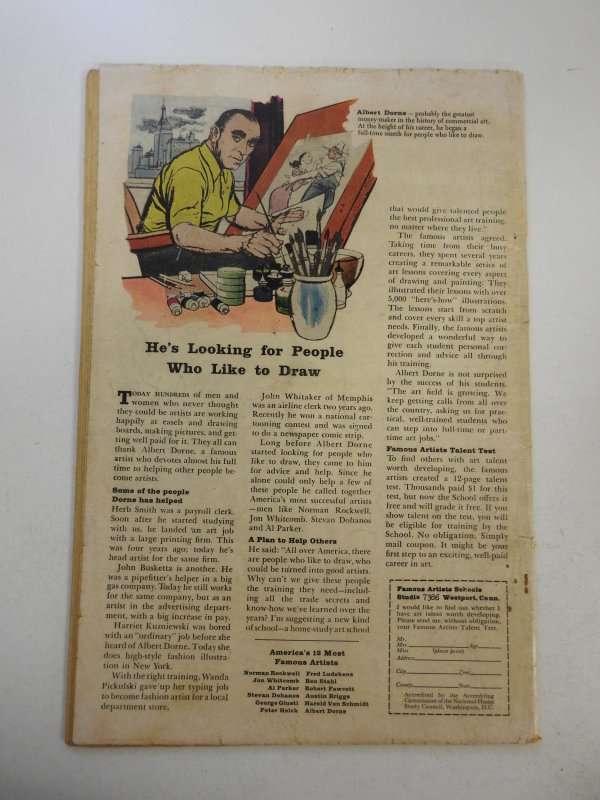 Albert Dorne — probably the greatest
money-maker in the history of commercial art.
At the height of his career, he began a
full-time search for people who like to draw.
He's Looking for People
Who Like to Draw
TODAY HUNDREDS of men and
women who never thought
they could be artists are working
happily at easels and drawing
boards, making pictures, and get-
ting well paid for it. They all can
thank Albert Dorne, a famous
artist who devotes almost his full
time to helping other people be-
come artists.
Some of the people
Dorne has helped
Herb Smith was a payroll clerk.
Soon after he started studying
with us, he landed an art job
with a large printing firm. This
was four years ago; today he's
head artist for the same firm.
John Busketta is another. He
was a pipefitter's helper in a big
gas company. Today he still works
for the same company, but as an
artist in the advertising depart-
ment, with a big increase in pay.
Harriet Kuzniewski was bored
with an "ordinary" job before she
heard of Albert Dorne. Today she
does high-style fashion illustra-
tion in New York.
With the right training, Wanda
Pickulski gave up her typing job
to become fashion artist for a local
department store.
John Whitaker of Memphis
was an airline clerk two years ago.
Recently he won a national car-
tooning contest and was signed
to do a newspaper comic strip.
Long before Albert Dorne
started looking for people who
like to draw, they came to him
for advice and help. Since he
alone could only help a few of
these people he called together
America's most successful artists
—men like Norman Rockwell,
Jon Whitcomb, Stevan Dohanos
and Al Parker.
A Plan to Help Others
He said: "All over America, there
are people who like to draw, who
could be turned into good artists.
Why can't we give these people
the training they need—includ-
ing all the trade secrets and
know-how we've learned over the
years? I'm suggesting a new kind
of school—a home-study art school
America's 12 Most
Famous Artists
Norman Rockwell Fred Ludekens
Jon Whitcomb Ben Stahl
Al Parker Robert Fawcett
Stevan Dohanos Austin Briggs
George Giusti Harold Von Schmidt
Peter Helck Albert Dorne
that would give talented people
the best professional art training,
no matter where they live."
The famous artists agreed.
Taking time from their busy
careers, they spent several years
creating a remarkable series of
art lessons covering every aspect
of drawing and painting. They
illustrated their lessons with over
5,000 "here's-how" illustrations.
The lessons start from scratch
and cover every skill a top artist
needs. Finally, the famous artists
developed a wonderful way to
give each student personal cor-
rection and advice all through
his training.
Albert Dorne is not surprised
by the success of his students.
"The art field is growing. We
keep getting calls from all over
the country, asking us for prac-
tical, well-trained students who
can step into full-time or part-
time art jobs."
Famous Artists Talent Test
To find others with art talent
worth developing, the famous
artists created a 12-page talent
test. Thousands paid $1 for this
test, but now the School offers it
free and will grade it free. If you
show talent on the test, you will
be eligible for training by the
School. No obligation. Simply
mail coupon. It might be your
first step to an exciting, well-paid
career in art.
Famous Artists Schools
Studio 7366 Westport, Conn.
I would like to find out whether I
have art talent worth developing.
Please send me, without obligation,
your Famous Artists Talent Test.
Mr.
Mrs. Age
Miss (please print)
Address
City Zone
County State
Accredited by the Accrediting
Commission of the National Home
Study Council, Washington, D.C.